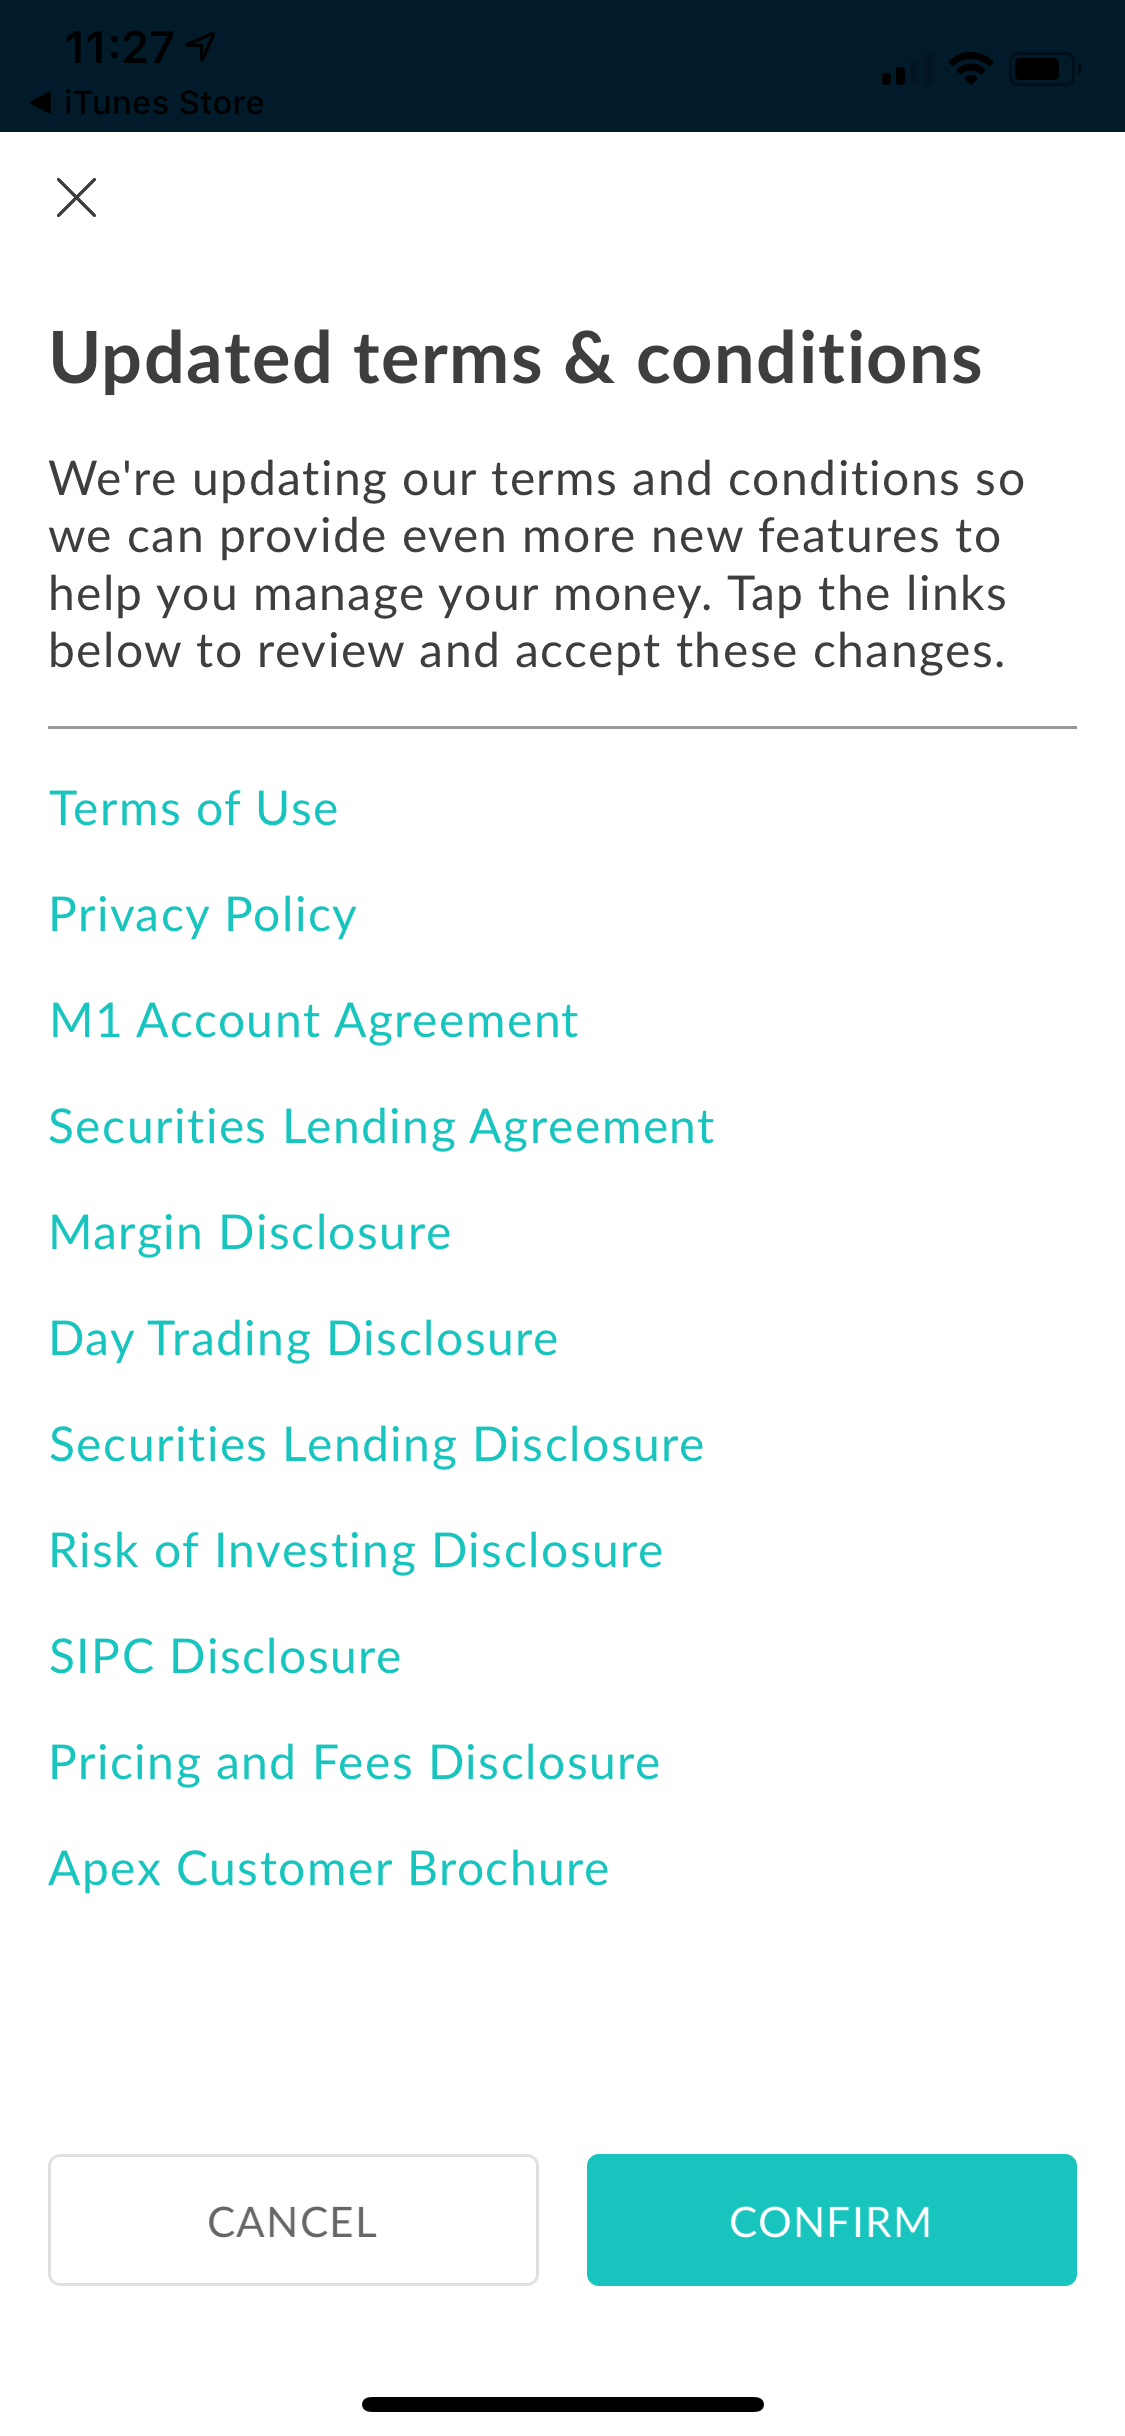 11:27
iTunes Store
Updated terms & conditions
We're updating our terms and conditions so
we can provide even more new features to
help you manage your money. Tap the links
below to review and accept these changes.
Terms of Use
Privacy Policy
M1 Account Agreement
Securities Lending Agreement
Margin Disclosure
Day Trading Disclosure
Securities Lending Disclosure
Risk of Investing Disclosure
SIPC Disclosure
Pricing and Fees Disclosure
Apex Customer Brochure
CANCEL
CONFIRM